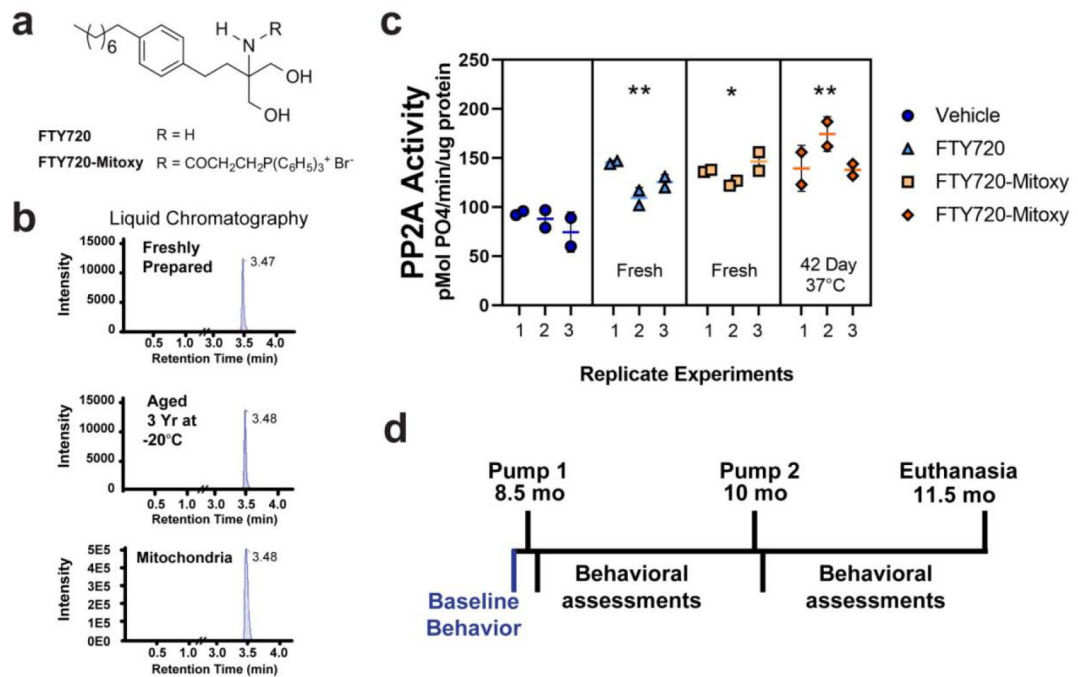 a
H
R
N
( )6
OH
OH
FTY720 R = H
FTY720-Mitoxy R = COCH2CH2P(C6H5)3+ Br-
b
Liquid Chromatography
Intensity
15000
10000
5000
0
Freshly
Prepared
3.47
0.5 1.0 3.0 3.5 4.0
Retention Time (min)
Intensity
15000
10000
5000
0
Aged
3 Yr at
-20°C
3.48
0.5 1.0 3.0 3.5 4.0
Retention Time (min)
Intensity
5E5
4E5
3E5
2E5
1E5
0E0
Mitochondria
3.48
0.5 1.0 3.0 3.5 4.0
Retention Time (min)
c
PP2A Activity
pMol PO4/min/ug protein
250
200
150
100
50
0
** * **
Fresh
Fresh
42 Day
37°C
1 2 3 1 2 3 1 2 3 1 2 3
Replicate Experiments
Vehicle
FTY720
FTY720-Mitoxy
FTY720-Mitoxy
d
Pump 1
8.5 mo
Pump 2
10 mo
Euthanasia
11.5 mo
Baseline
Behavior
Behavioral
assessments
Behavioral
assessments